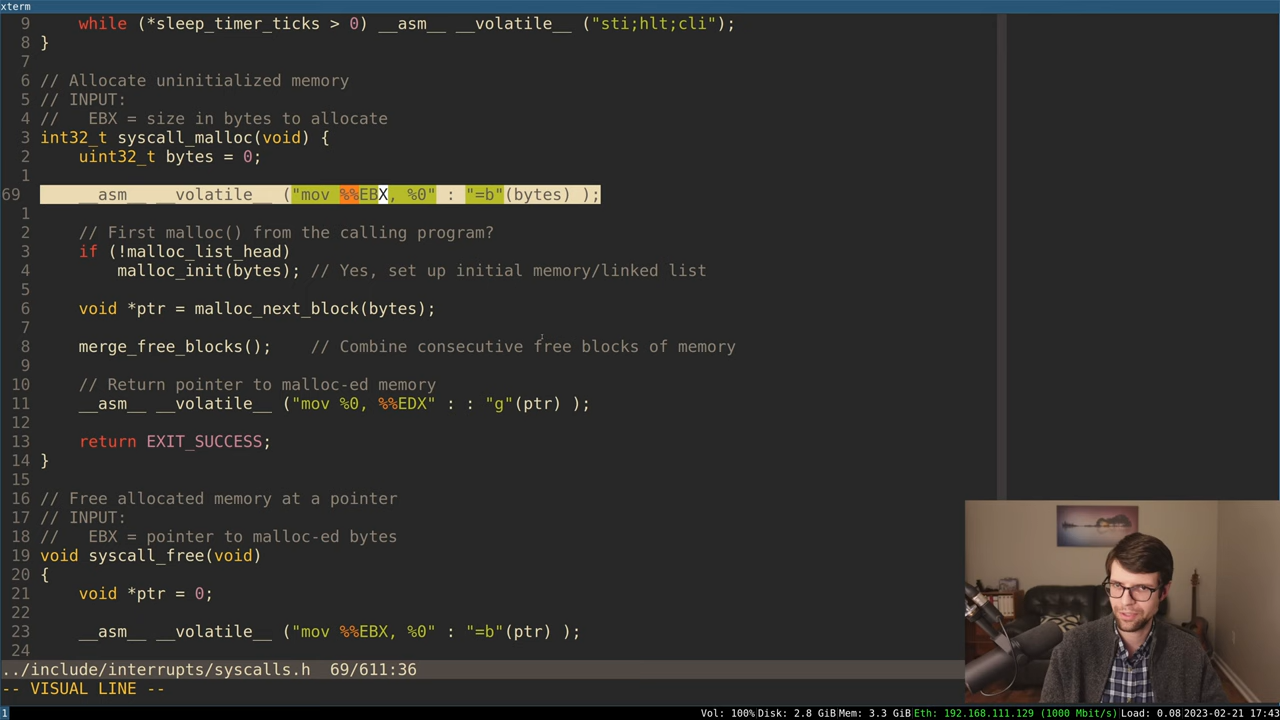 xterm
9 while (*sleep_timer_ticks > 0) __asm__ __volatile__ ("sti;hlt;cli");
8 }
7
6 // Allocate uninitialized memory
5 // INPUT:
4 //   EBX = size in bytes to allocate
3 int32_t syscall_malloc(void) {
2     uint32_t bytes = 0;
1
69     __asm__ __volatile__ ("mov %%EBX, %0" : "=b"(bytes) );
1
2     // First malloc() from the calling program?
3     if (!malloc_list_head)
4         malloc_init(bytes); // Yes, set up initial memory/linked list
5
6     void *ptr = malloc_next_block(bytes);
7
8     merge_free_blocks();    // Combine consecutive free blocks of memory
9
10     // Return pointer to malloc-ed memory
11     __asm__ __volatile__ ("mov %0, %%EDX" : : "g"(ptr) );
12
13     return EXIT_SUCCESS;
14 }
15
16 // Free allocated memory at a pointer
17 // INPUT:
18 //   EBX = pointer to malloc-ed bytes
19 void syscall_free(void)
20 {
21     void *ptr = 0;
22
23     __asm__ __volatile__ ("mov %%EBX, %0" : "=b"(ptr) );
24
../include/interrupts/syscalls.h  69/611:36
-- VISUAL LINE --
1 Vol: 100% Disk: 2.8 GiB Mem: 3.3 GiB Eth: 192.168.111.129 (1000 Mbit/s) Load: 0.08 2023-02-21 17:43